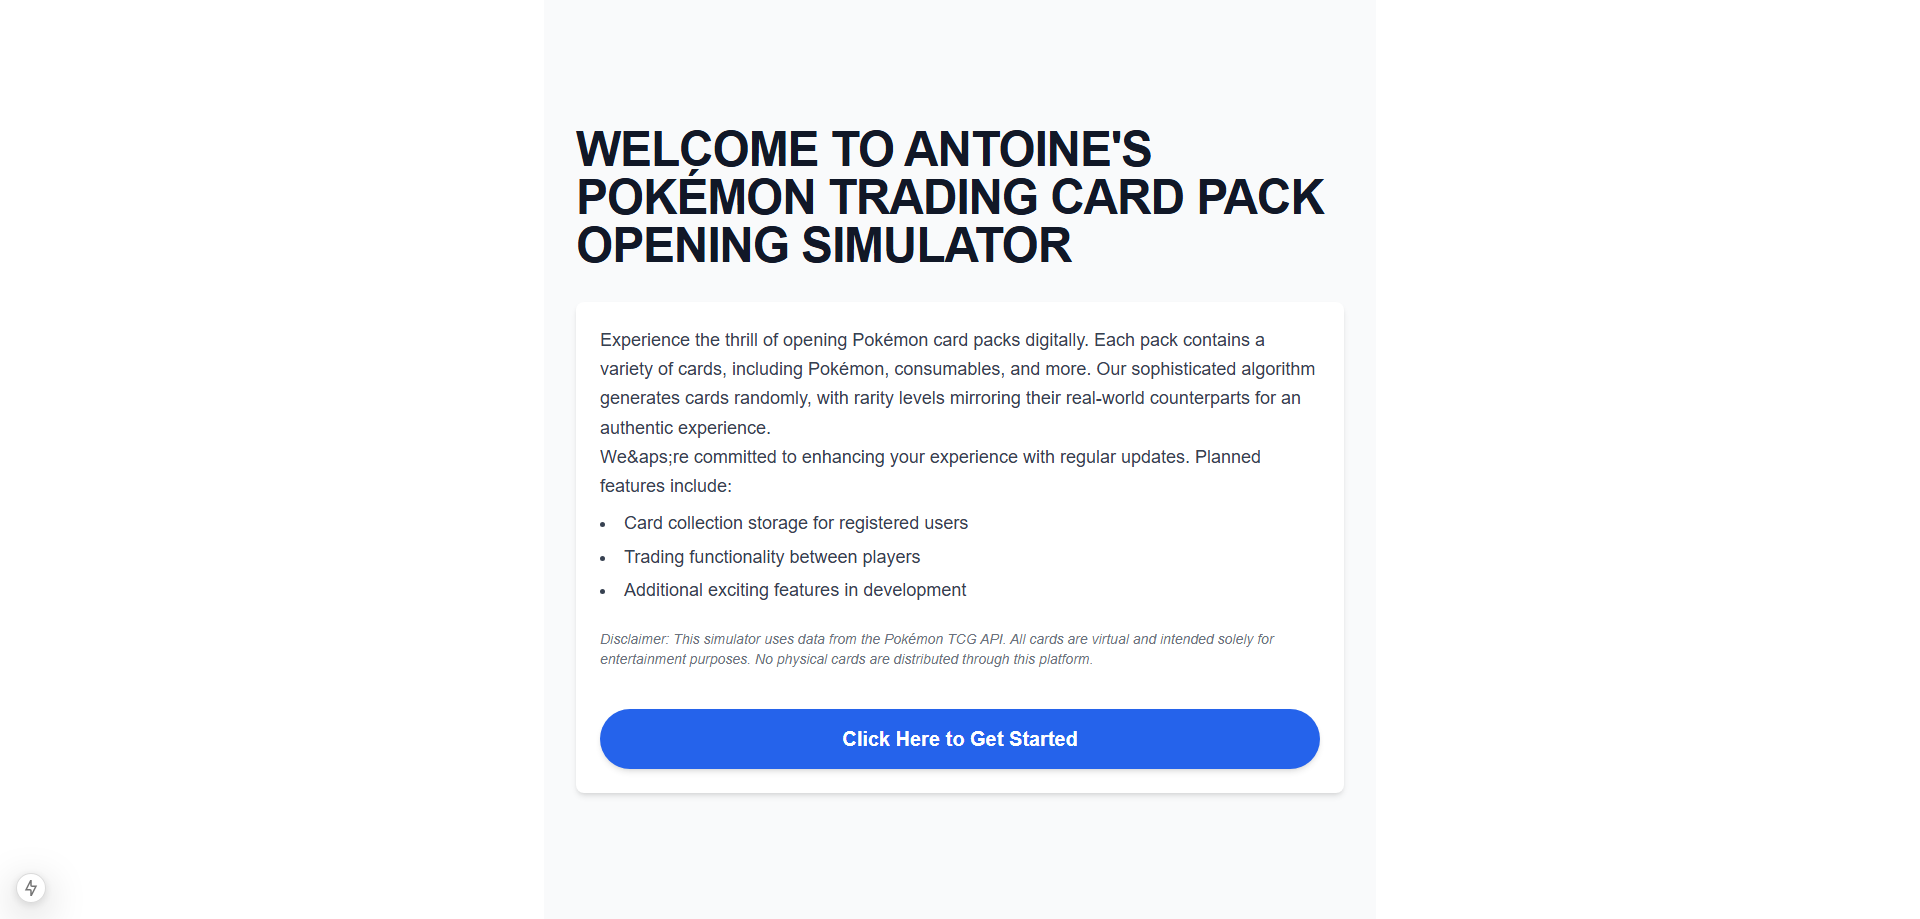 WELCOME TO ANTOINE'S
POKÉMON TRADING CARD PACK
OPENING SIMULATOR
Experience the thrill of opening Pokémon card packs digitally. Each pack contains a
variety of cards, including Pokémon, consumables, and more. Our sophisticated algorithm
generates cards randomly, with rarity levels mirroring their real-world counterparts for an
authentic experience.
We&aps;re committed to enhancing your experience with regular updates. Planned
features include:
• Card collection storage for registered users
• Trading functionality between players
• Additional exciting features in development
Disclaimer: This simulator uses data from the Pokémon TCG API. All cards are virtual and intended solely for
entertainment purposes. No physical cards are distributed through this platform.
Click Here to Get Started